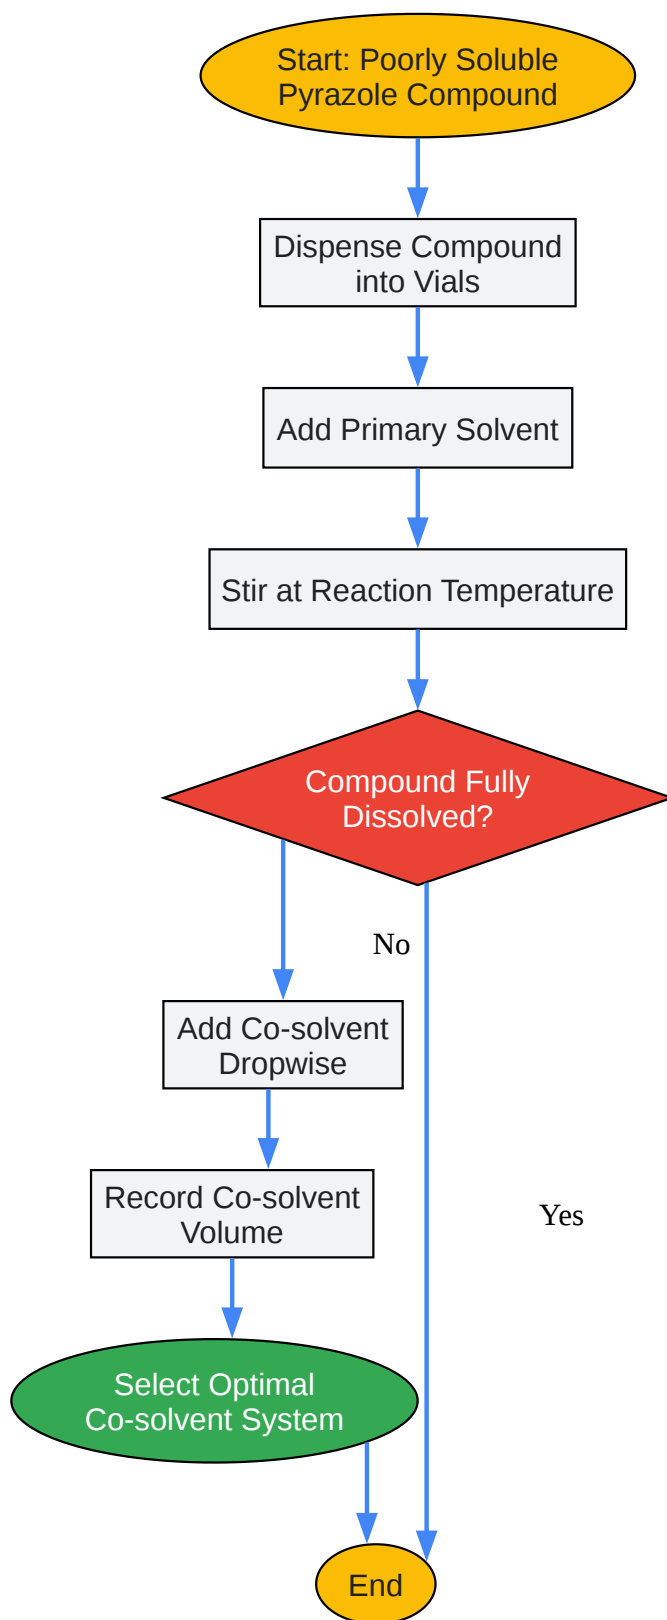 Start: Poorly Soluble
Pyrazole Compound
Dispense Compound
into Vials
Add Primary Solvent
Stir at Reaction Temperature
Compound Fully
Dissolved?
No
Add Co-solvent
Dropwise
Record Co-solvent
Volume
Yes
Select Optimal
Co-solvent System
End